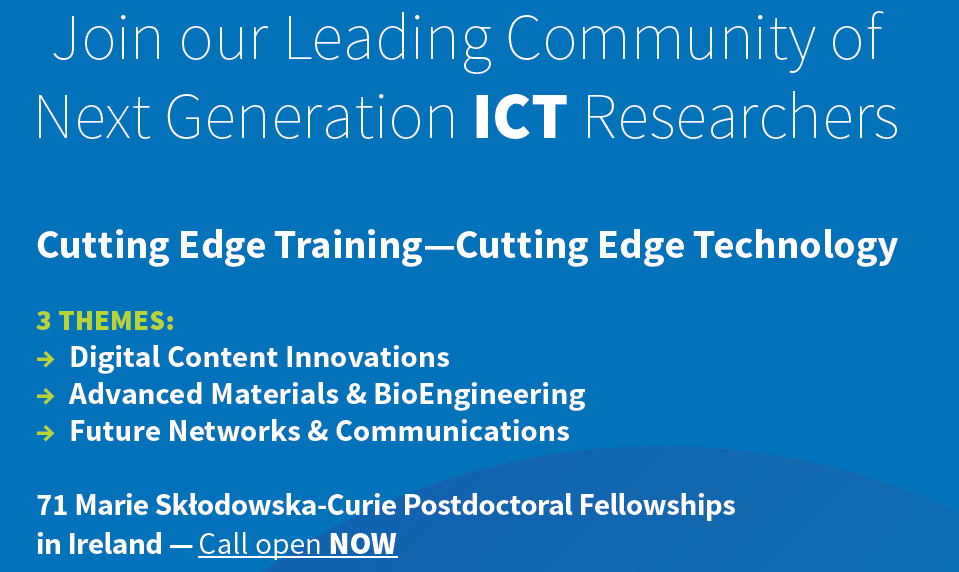 Join our Leading Community of
Next Generation ICT Researchers
Cutting Edge Training—Cutting Edge Technology
3 THEMES:
→ Digital Content Innovations
→ Advanced Materials & BioEngineering
→ Future Networks & Communications
71 Marie Skłodowska-Curie Postdoctoral Fellowships
in Ireland — Call open NOW